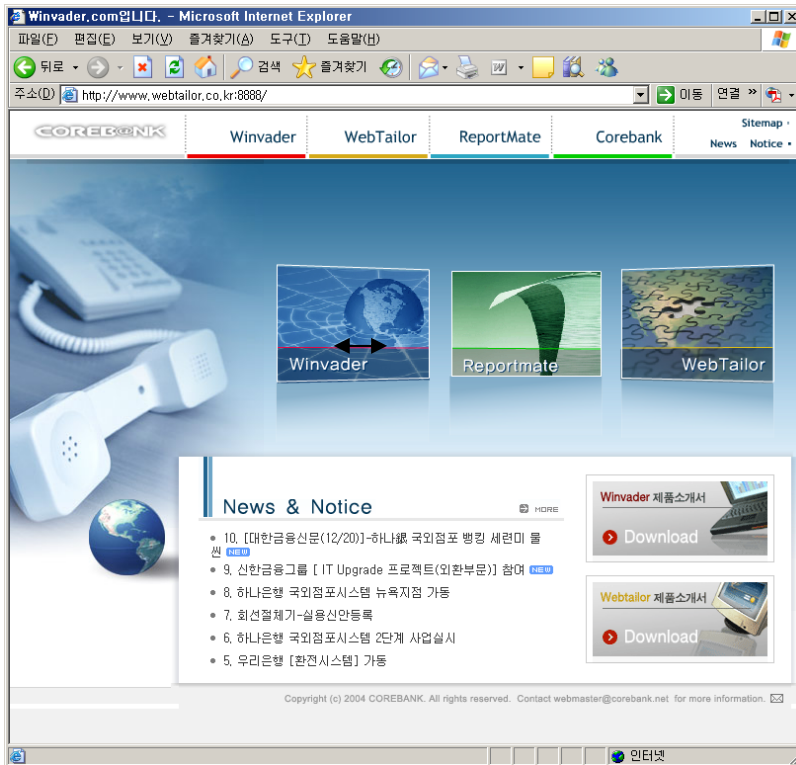 Winvader.com입니다. - Microsoft Internet Explorer
파일(F) 편집(E) 보기(V) 즐겨찾기(A) 도구(T) 도움말(H)
뒤로 검색 즐겨찾기
주소(D) http://www.webtailor.co.kr:8888/ 이동 연결 »
COREB@NK Winvader WebTailor ReportMate Corebank
Sitemap
News Notice
Winvader Reportmate WebTailor
News & Notice MORE
10. [대한금융신문(12/20)]-하나銀 국외점포 뱅킹 세련미 물
씬 NEW
9. 신한금융그룹 [ IT Upgrade 프로젝트(외환부문)] 참여 NEW
8. 하나은행 국외점포시스템 뉴욕지점 가동
7. 회선절체기-실용신안등록
6. 하나은행 국외점포시스템 2단계 사업실시
5. 우리은행 [환전시스템] 가동
Winvader 제품소개서
Download
Webtailor 제품소개서
Download
Copyright (c) 2004 COREBANK. All rights reserved. Contact webmaster@corebank.net for more information.
인터넷